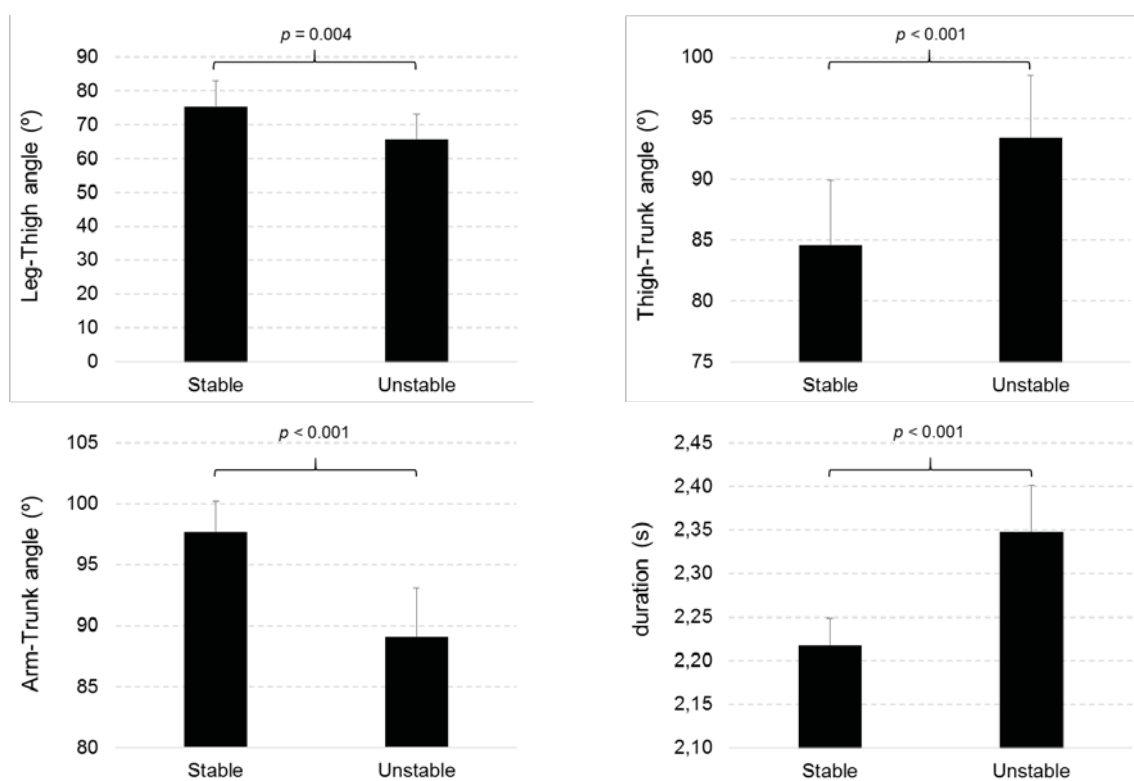 p = 0.004
Leg-Thigh angle (º)
90
80
70
60
50
40
30
20
10
0
Stable Unstable
p < 0.001
Thigh-Trunk angle (º)
100
95
90
85
80
75
Stable Unstable
p < 0.001
Arm-Trunk angle (º)
105
100
95
90
85
80
Stable Unstable
p < 0.001
duration (s)
2,45
2,40
2,35
2,30
2,25
2,20
2,15
2,10
Stable Unstable